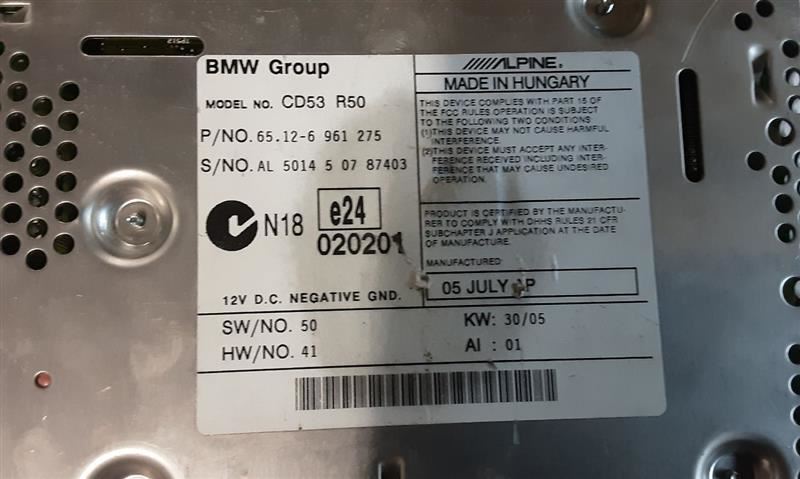 TP512
BMW Group
MODEL NO. CD53 R50
P/NO. 65.12-6 961 275
S/NO. AL 5014 5 07 87403
N18
e24
020201
12V D.C. NEGATIVE GND.
ALPINE®
MADE IN HUNGARY
THIS DEVICE COMPLIES WITH PART 15 OF
THE FCC RULES OPERATION IS SUBJECT
TO THE FOLLOWING TWO CONDITIONS
(1)THIS DEVICE MAY NOT CAUSE HARMFUL
INTERFERENCE.
(2)THIS DEVICE MUST ACCEPT ANY INTER-
FERENCE RECEIVED INCLUDING INTER-
FERENCE THAT MAY CAUSE UNDESIRED
OPERATION.
PRODUCT IS CERTIFIED BY THE MANUFACTU-
RER TO COMPLY WITH DHHS RULES 21 CFR
SUBCHAPTER J APPLICATION AT THE DATE
OF MANUFACTURE.
MANUFACTURED:
05 JULY P
SW/NO. 50
HW/NO. 41
KW: 30/05
AI : 01